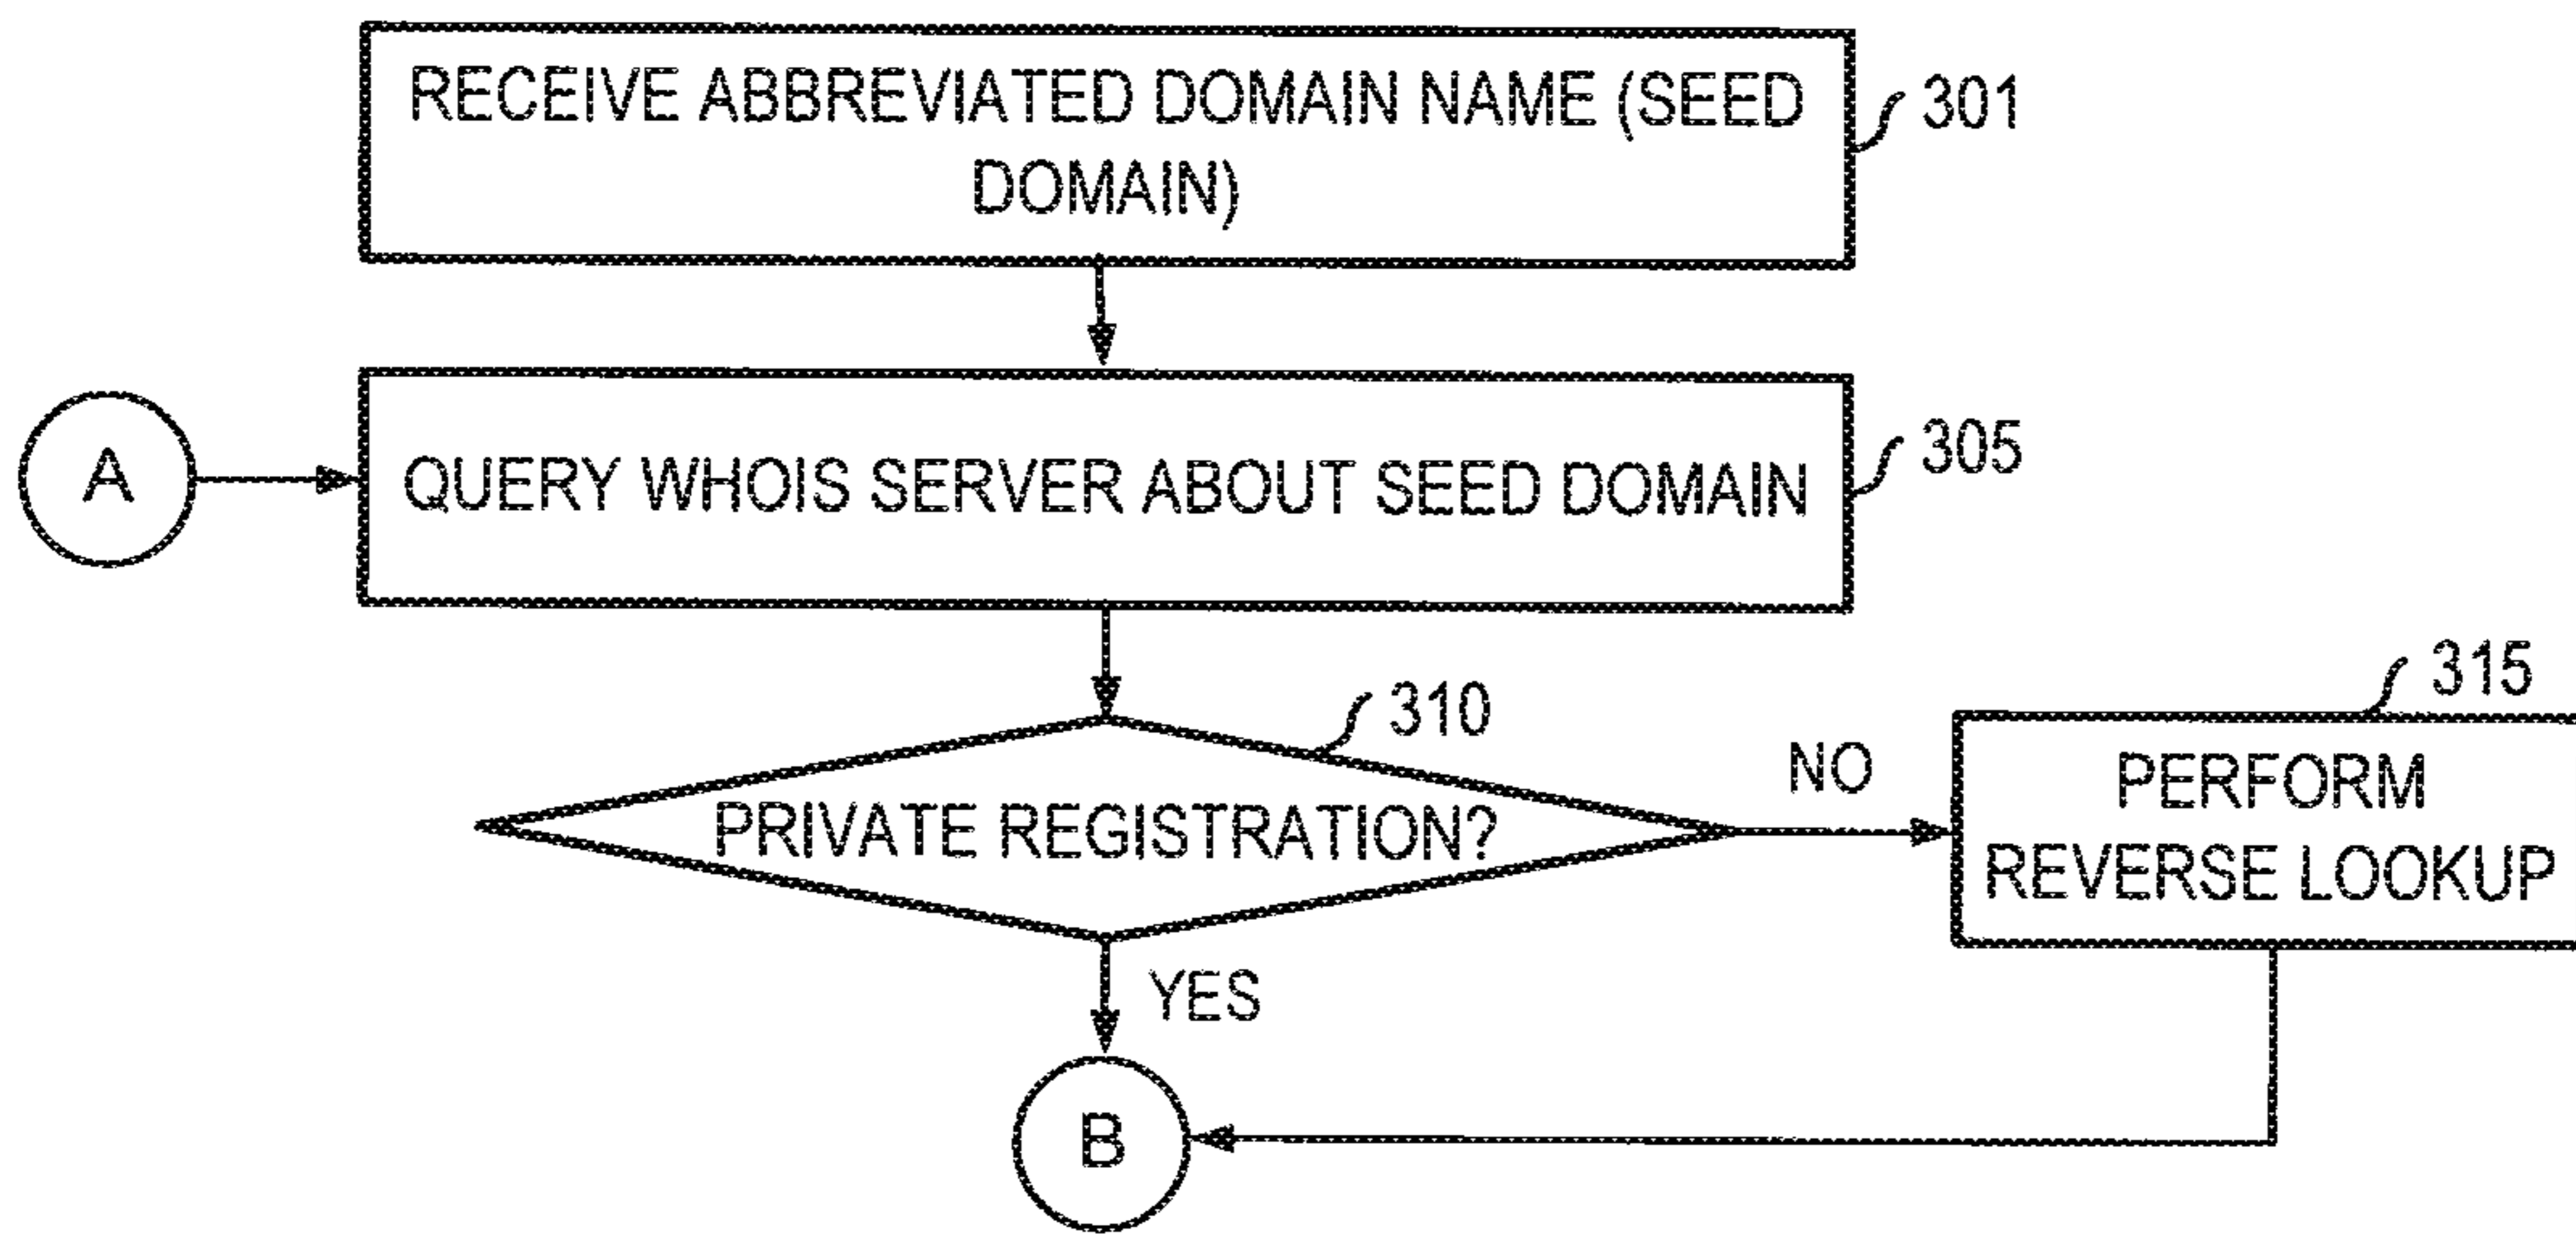 RECEIVE ABBREVIATED DOMAIN NAME (SEED
DOMAIN)
301
A
QUERY WHOIS SERVER ABOUT SEED DOMAIN
305
310
PRIVATE REGISTRATION?
NO
315
PERFORM
REVERSE LOOKUP
YES
B